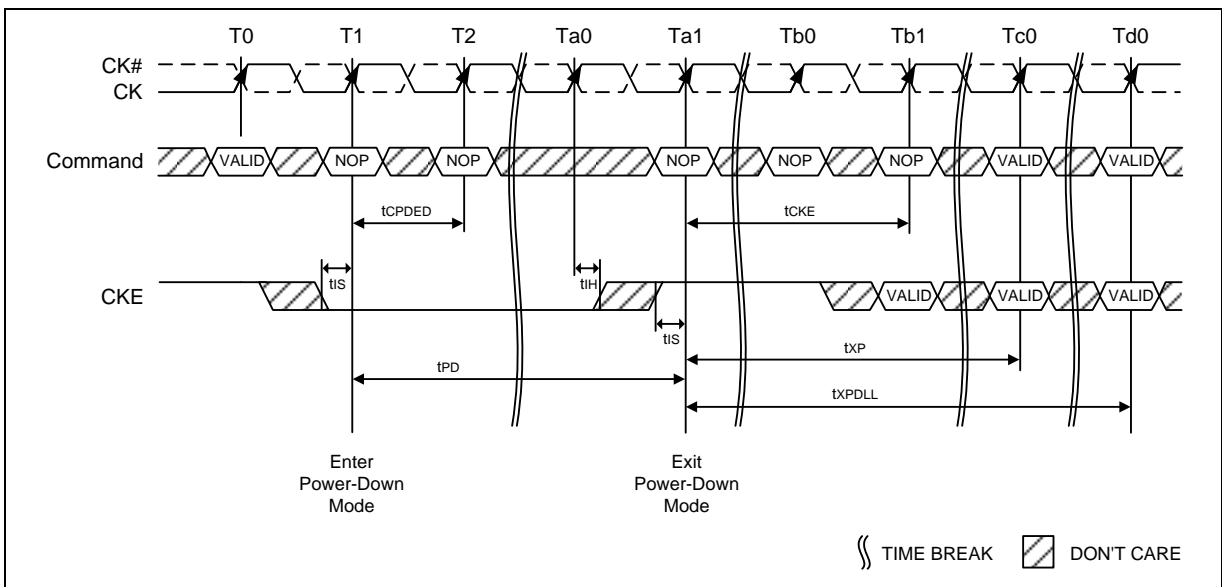 T0 T1 T2 Ta0 Ta1 Tb0 Tb1 Tc0 Td0
CK#
CK
Command VALID NOP NOP NOP NOP NOP VALID VALID
tCPDED tCKE
tIS tIH
CKE VALID VALID VALID
tIS
tXP
tPD
tXPDLL
Enter
Power-Down
Mode
Exit
Power-Down
Mode
TIME BREAK DON'T CARE